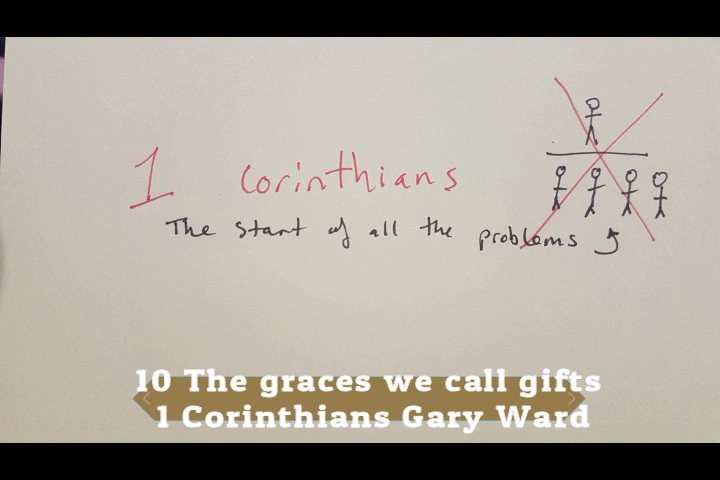 1 Corinthians
The start of all the problems
10 The graces we call gifts
1 Corinthians Gary Ward